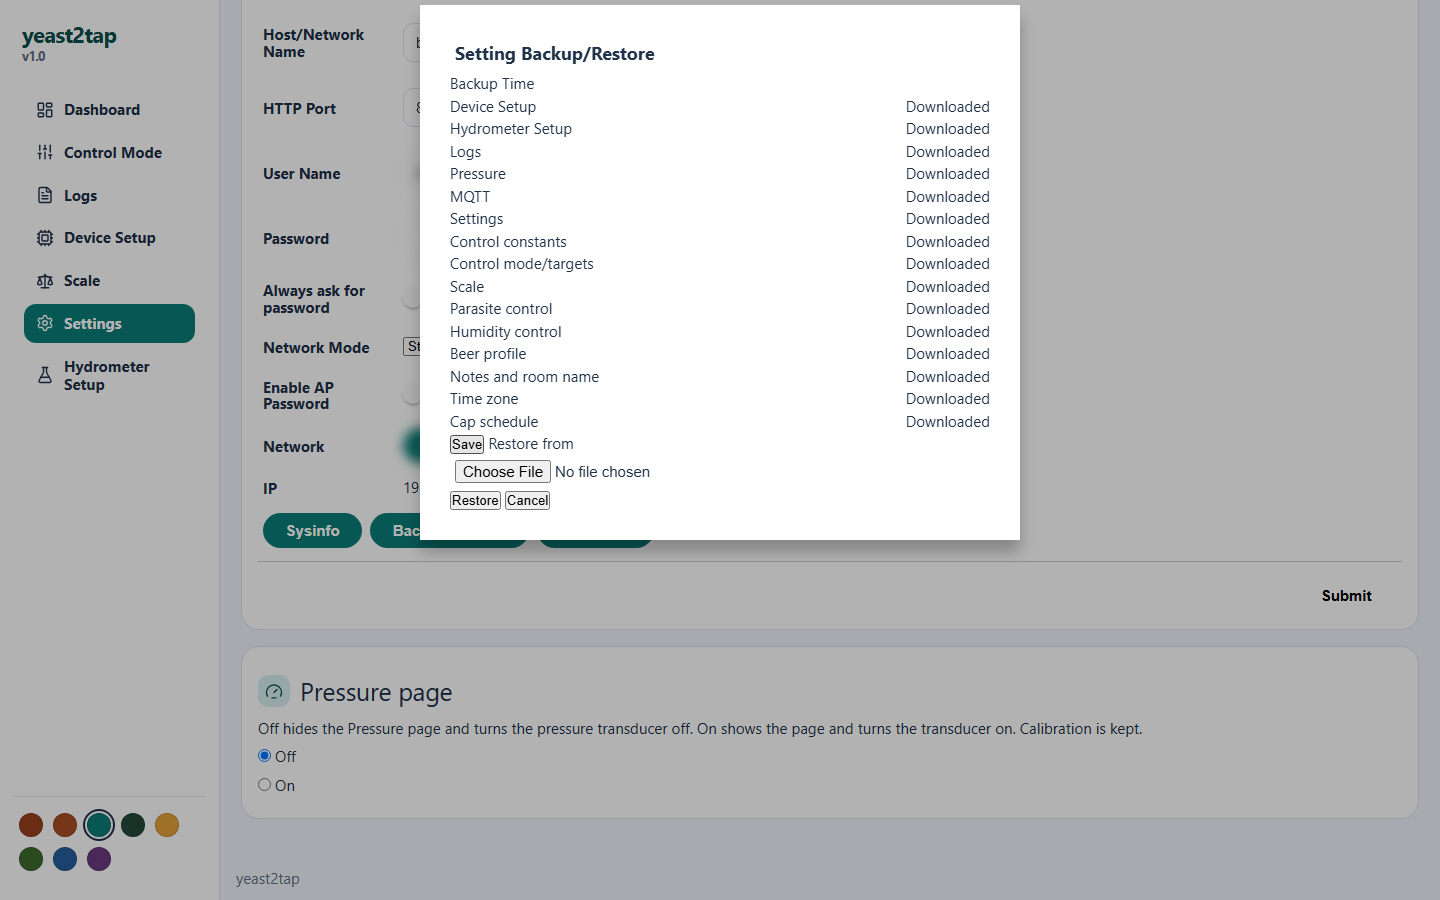 yeast2tap
v1.0
Dashboard
Control Mode
Logs
Device Setup
Scale
Settings
Hydrometer
Setup
Host/Network
Name
HTTP Port
User Name
Password
Always ask for
password
Network Mode
St
Enable AP
Password
Network
IP
19
Sysinfo
Bac
Setting Backup/Restore
Backup Time
Device Setup Downloaded
Hydrometer Setup Downloaded
Logs Downloaded
Pressure Downloaded
MQTT Downloaded
Settings Downloaded
Control constants Downloaded
Control mode/targets Downloaded
Scale Downloaded
Parasite control Downloaded
Humidity control Downloaded
Beer profile Downloaded
Notes and room name Downloaded
Time zone Downloaded
Cap schedule Downloaded
Save Restore from
Choose File No file chosen
Restore Cancel
Submit
Pressure page
Off hides the Pressure page and turns the pressure transducer off. On shows the page and turns the transducer on. Calibration is kept.
Off
On
yeast2tap